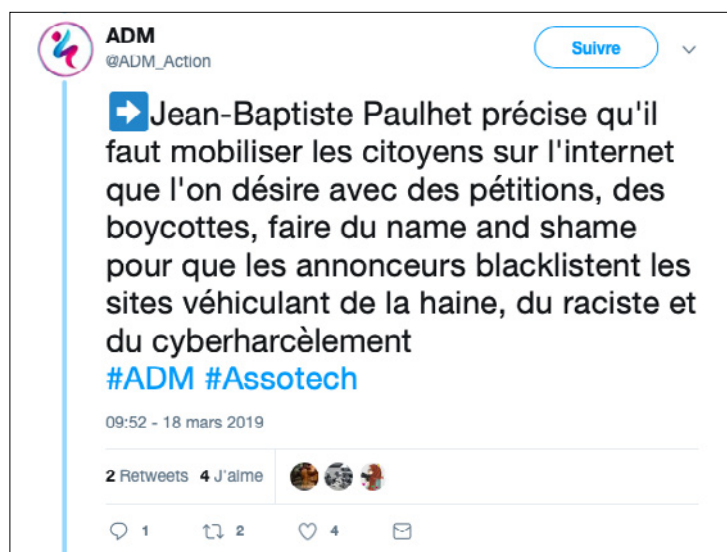 ADM
@ADM_Action
Suivre
➡Jean-Baptiste Paulhet précise qu'il
faut mobiliser les citoyens sur l'internet
que l'on désire avec des pétitions, des
boycottes, faire du name and shame
pour que les annonceurs blacklistent les
sites véhiculant de la haine, du raciste et
du cyberharcèlement
#ADM #Assotech
09:52 - 18 mars 2019
2 Retweets 4 J'aime
1 2 4